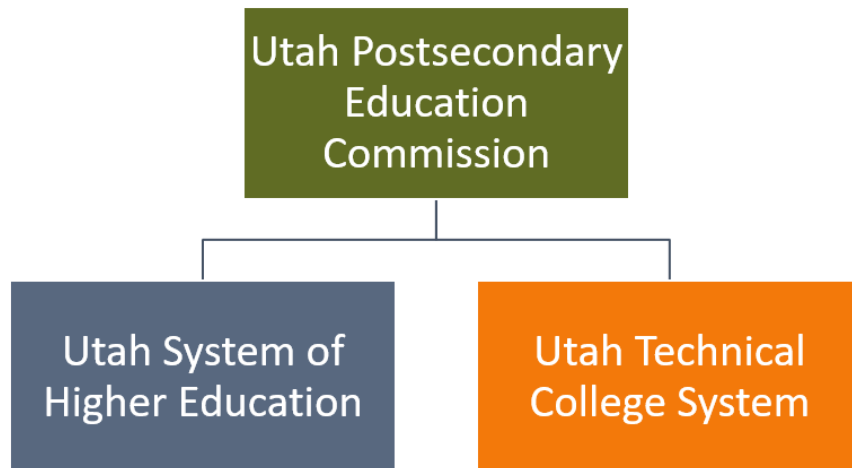 Utah Postsecondary
Education
Commission
Utah System of
Higher Education
Utah Technical
College System